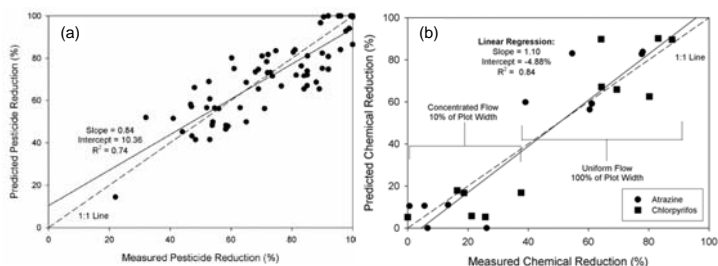 (a)
Predicted Pesticide Reduction (%)
100
80
60
40
20
0
Slope = 0.84
Intercept = 10.36
R² = 0.74
1:1 Line
0 20 40 60 80 100
Measured Pesticide Reduction (%)
(b)
Predicted Chemical Reduction (%)
100
80
60
40
20
0
Linear Regression:
Slope = 1.10
Intercept = -4.88%
R² = 0.84
1:1 Line
Concentrated Flow
10% of Plot Width
Uniform Flow
100% of Plot Width
Atrazine
Chlorpyrifos
0 20 40 60 80 100
Measured Chemical Reduction (%)